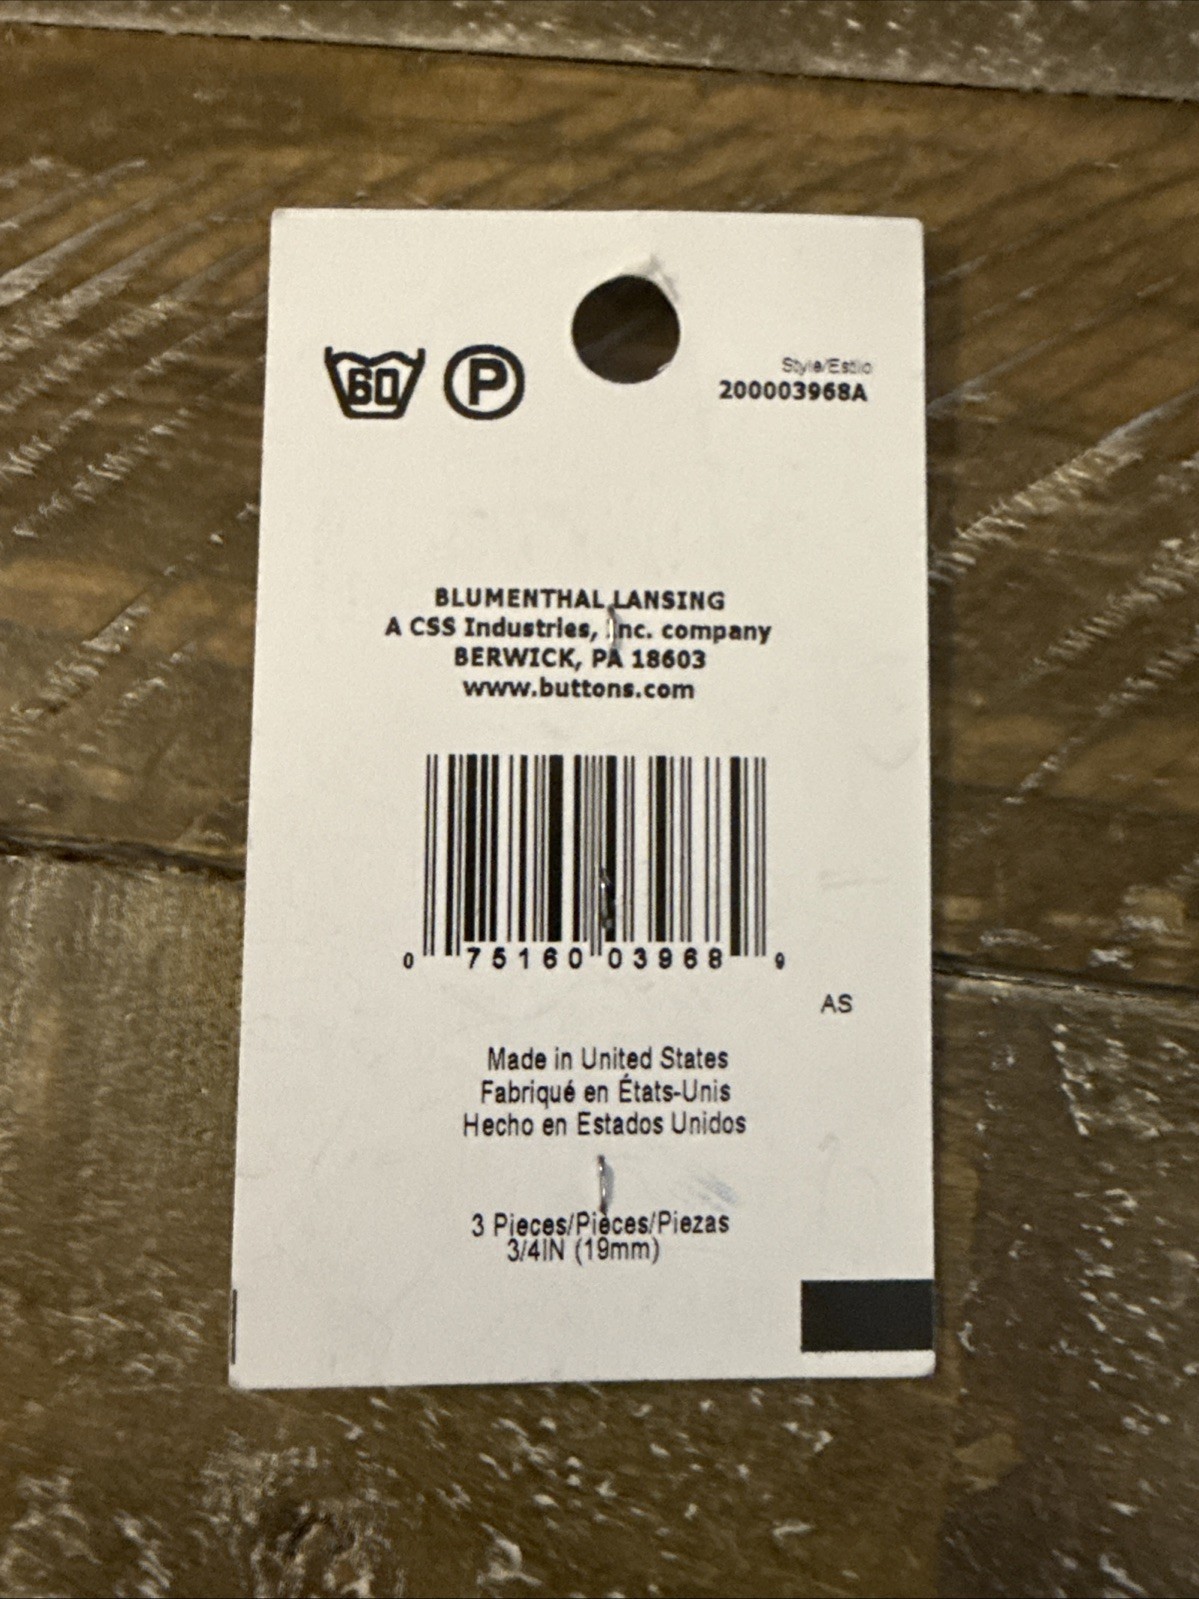 60 P
Style/Estilo
200003968A
BLUMENTHAL LANSING
A CSS Industries, Inc. company
BERWICK, PA 18603
www.buttons.com
0 75160 03968 9
AS
Made in United States
Fabriqué en États-Unis
Hecho en Estados Unidos
3 Pieces/Pièces/Piezas
3/4IN (19mm)